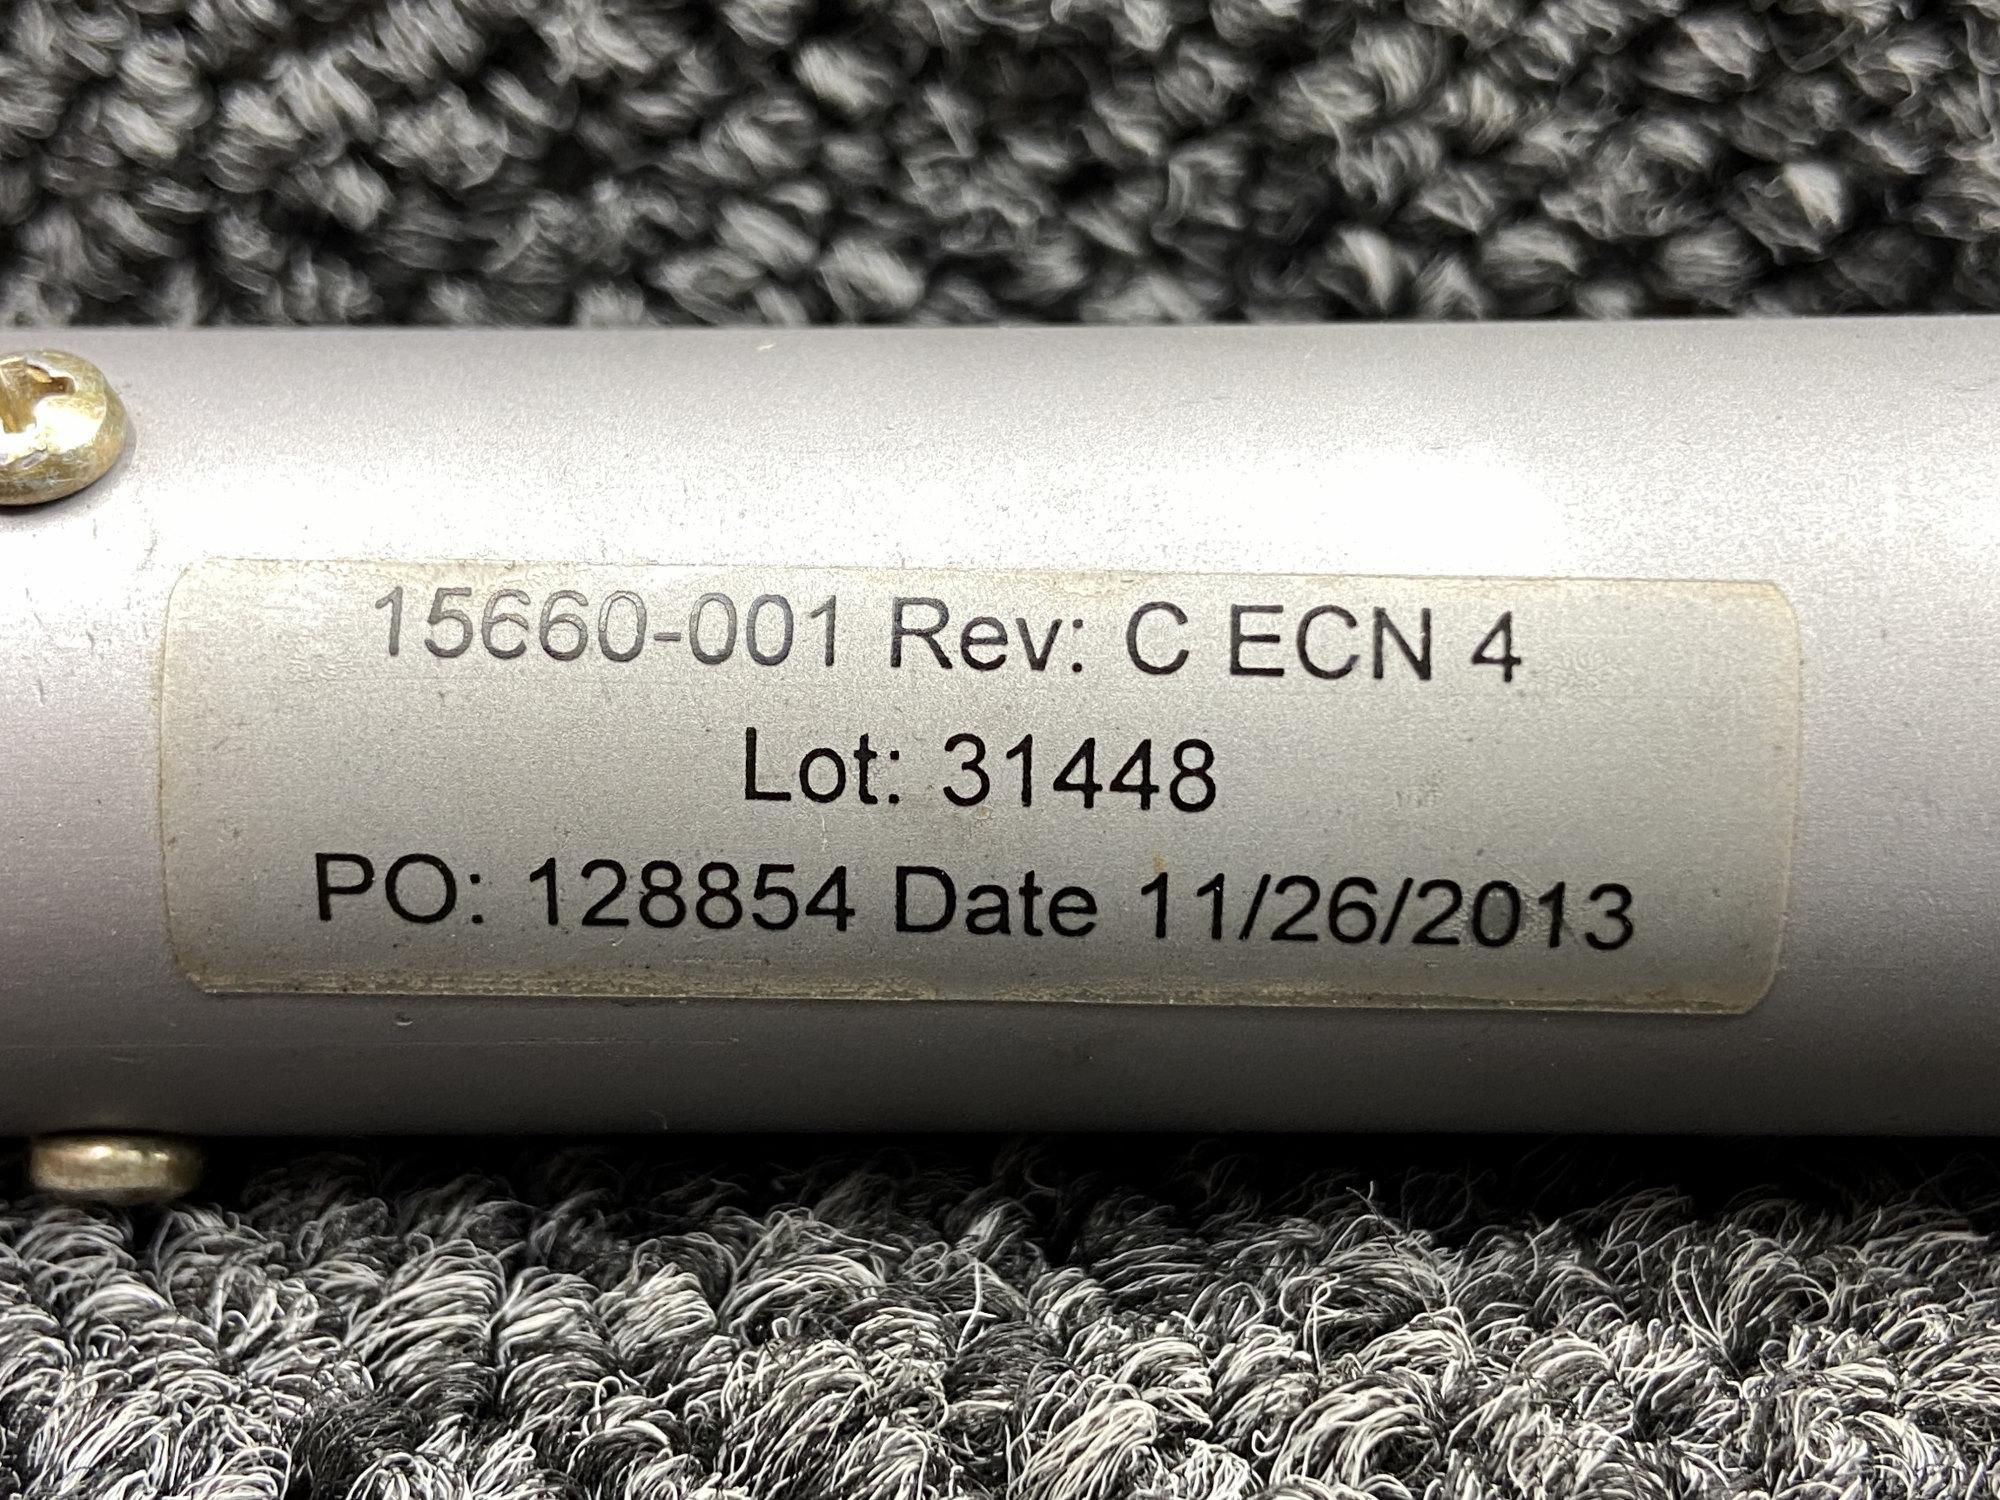 15660-001 Rev: C ECN 4
Lot: 31448
PO: 128854 Date 11/26/2013